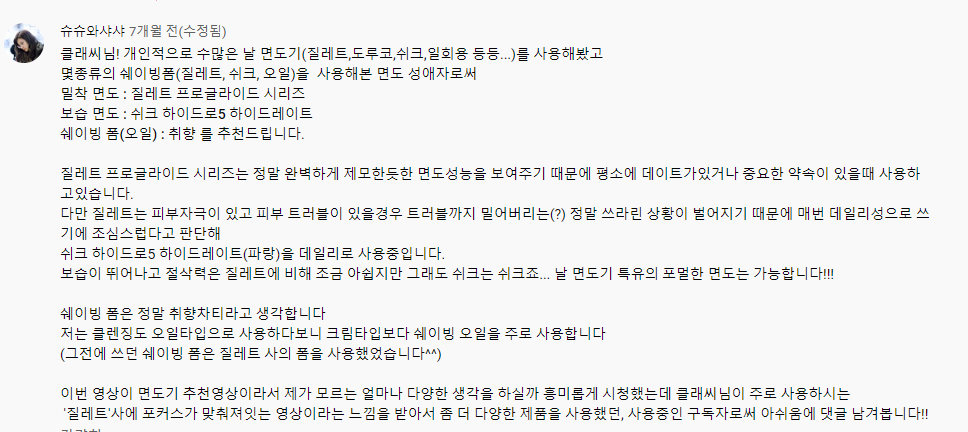 슈슈와샤샤 7개월 전(수정됨)
클래씨님! 개인적으로 수많은 날 면도기(질레트,도루코,쉬크,일회용 등등...)를 사용해봤고
몇종류의 쉐이빙폼(질레트, 쉬크, 오일)을 사용해본 면도 성애자로써
밀착 면도 : 질레트 프로글라이드 시리즈
보습 면도 : 쉬크 하이드로5 하이드레이트
쉐이빙 폼(오일) : 취향 를 추천드립니다.
질레트 프로글라이드 시리즈는 정말 완벽하게 제모한듯한 면도성능을 보여주기 때문에 평소에 데이트가있거나 중요한 약속이 있을때 사용하
고있습니다.
다만 질레트는 피부자극이 있고 피부 트러블이 있을경우 트러블까지 밀어버리는(?) 정말 쓰라린 상황이 벌어지기 때문에 매번 데일리성으로 쓰
기에 조심스럽다고 판단해
쉬크 하이드로5 하이드레이트(파랑)을 데일리로 사용중입니다.
보습이 뛰어나고 절삭력은 질레트에 비해 조금 아쉽지만 그래도 쉬크는 쉬크죠... 날 면도기 특유의 포멀한 면도는 가능합니다!!!
쉐이빙 폼은 정말 취향차티라고 생각합니다
저는 클렌징도 오일타입으로 사용하다보니 크림타입보다 쉐이빙 오일을 주로 사용합니다
(그전에 쓰던 쉐이빙 폼은 질레트 사의 폼을 사용했었습니다^^)
이번 영상이 면도기 추천영상이라서 제가 모르는 얼마나 다양한 생각을 하실까 흥미롭게 시청했는데 클래씨님이 주로 사용하시는
'질레트'사에 포커스가 맞춰져잇는 영상이라는 느낌을 받아서 좀 더 다양한 제품을 사용했던, 사용중인 구독자로써 아쉬움에 댓글 남겨봅니다!!